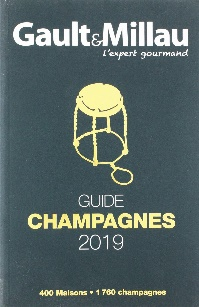 Gault&Millau
L'expert gourmand
GUIDE
CHAMPAGNES
2019
400 Maisons • 1 760 champagnes